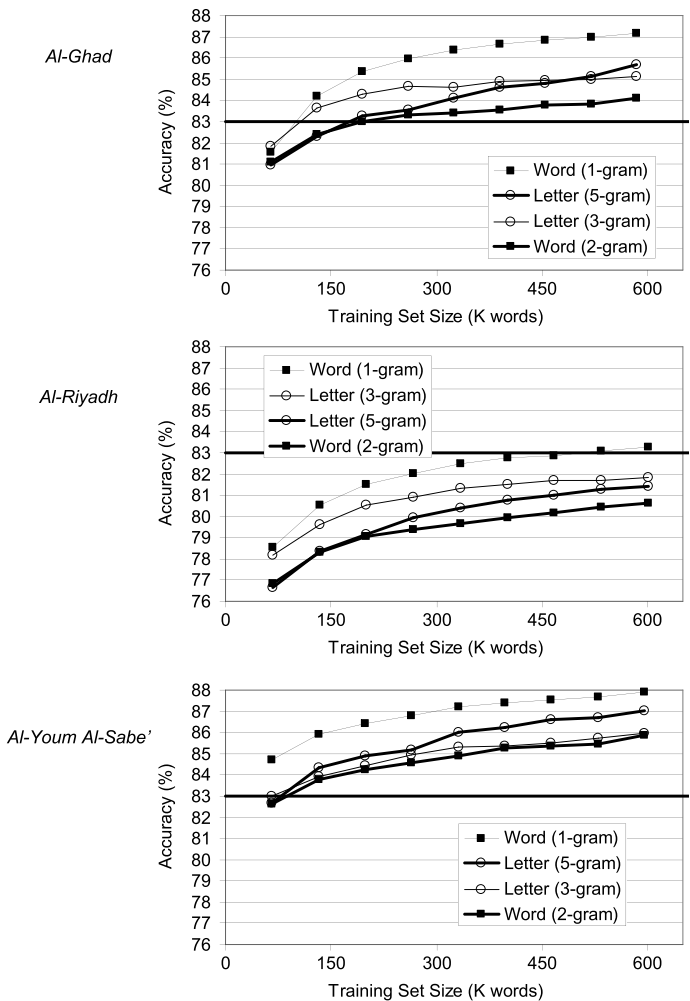 Al-Ghad
Accuracy (%)
88
87
86
85
84
83
82
81
80
79
78
77
76
Word (1-gram)
Letter (5-gram)
Letter (3-gram)
Word (2-gram)
0 150 300 450 600
Training Set Size (K words)
Al-Riyadh
Accuracy (%)
88
87
86
85
84
83
82
81
80
79
78
77
76
Word (1-gram)
Letter (3-gram)
Letter (5-gram)
Word (2-gram)
0 150 300 450 600
Training Set Size (K words)
Al-Youm Al-Sabe’
Accuracy (%)
88
87
86
85
84
83
82
81
80
79
78
77
76
Word (1-gram)
Letter (5-gram)
Letter (3-gram)
Word (2-gram)
0 150 300 450 600
Training Set Size (K words)